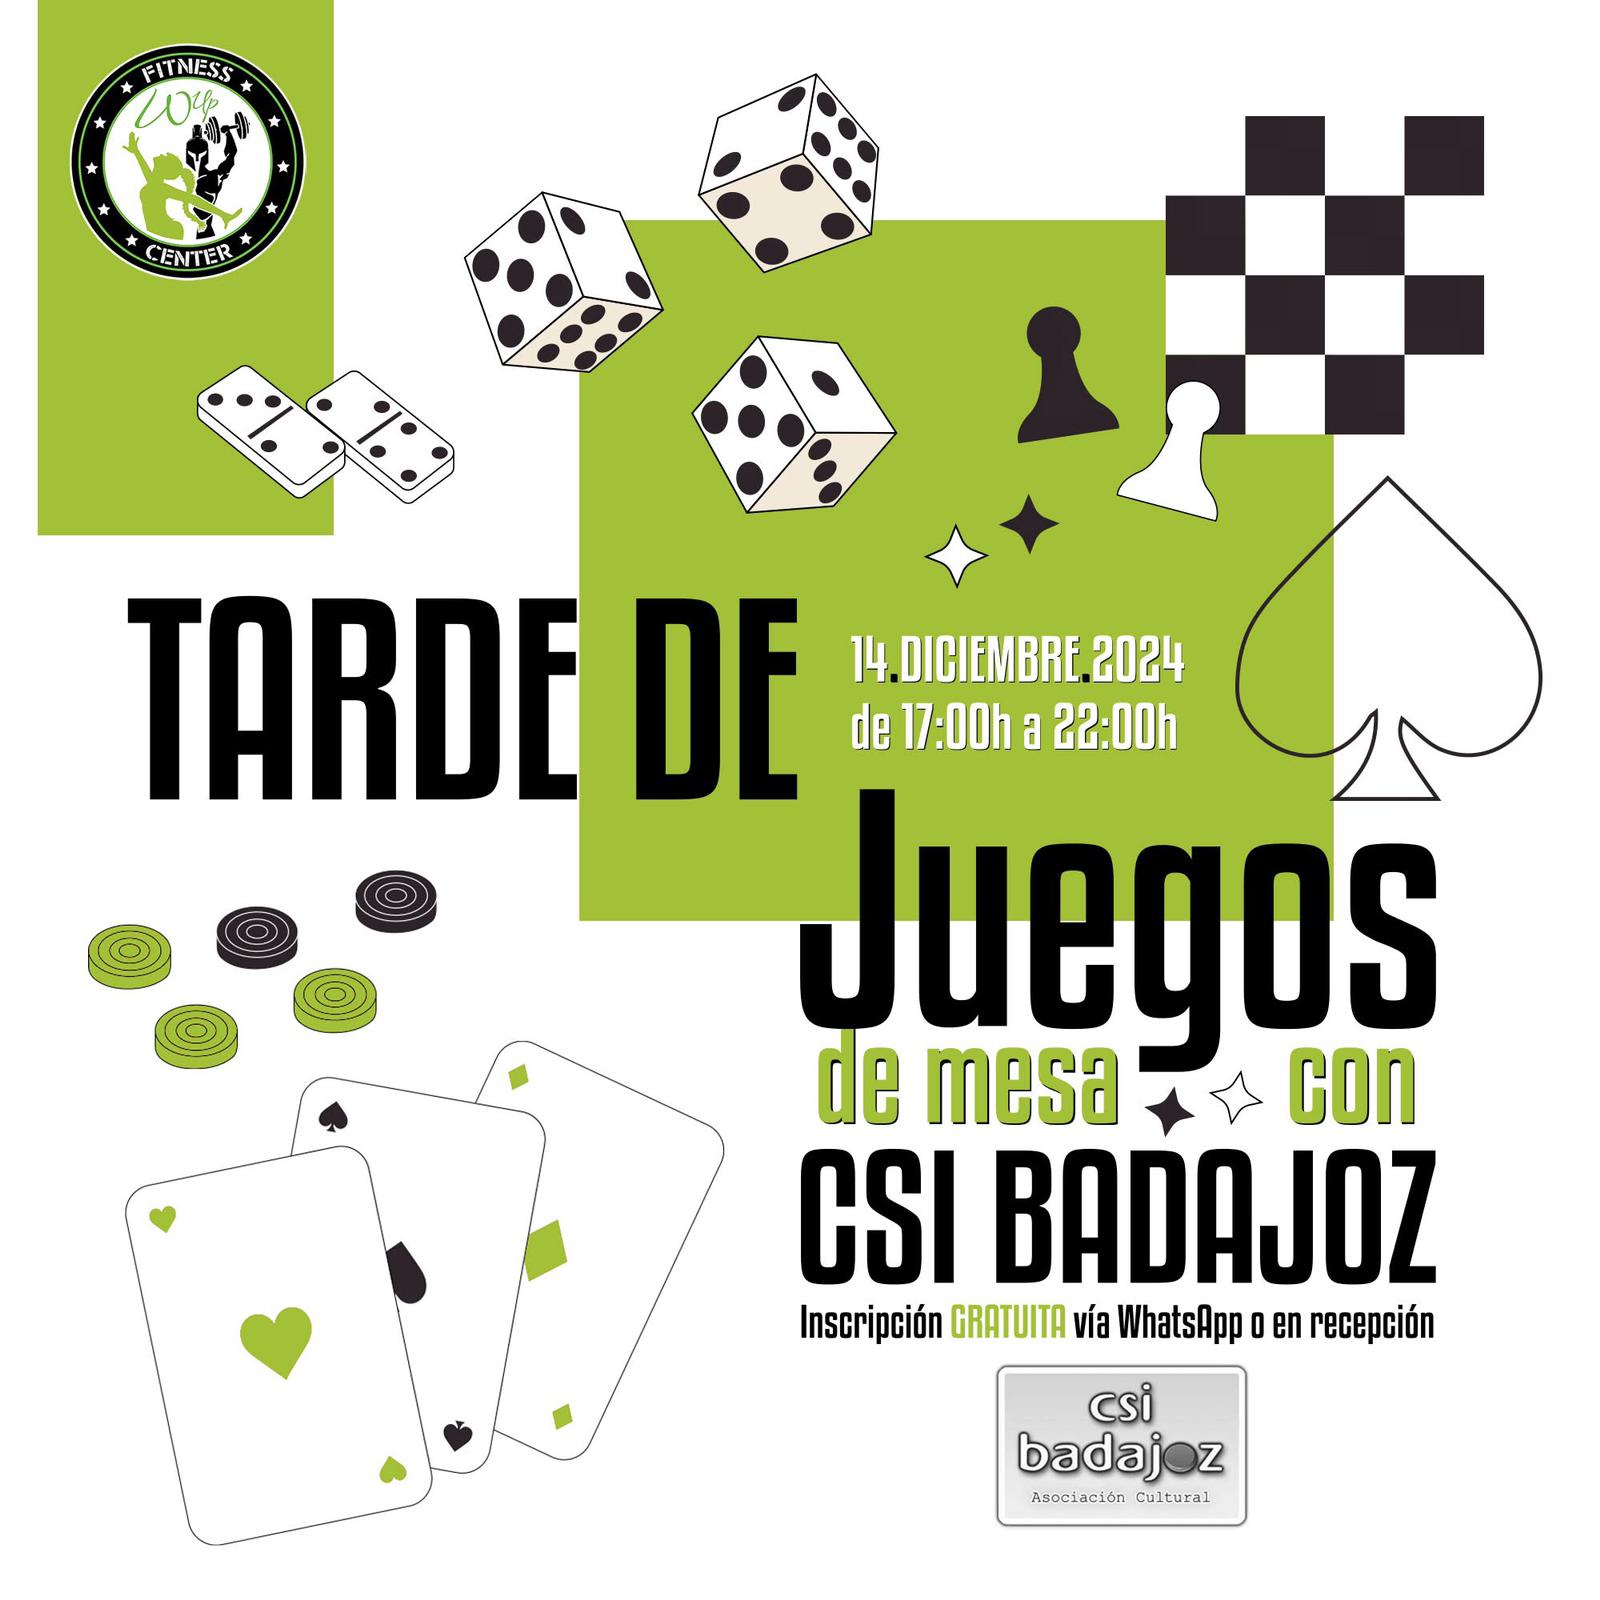 FITNESS
WUp
CENTER
TARDE DE
14.DICIEMBRE.2024
de 17:00h a 22:00h
Juegos
de mesa con
CSI BADAJOZ
Inscripción GRATUITA vía WhatsApp o en recepción
csi
badajoz
Asociación Cultural